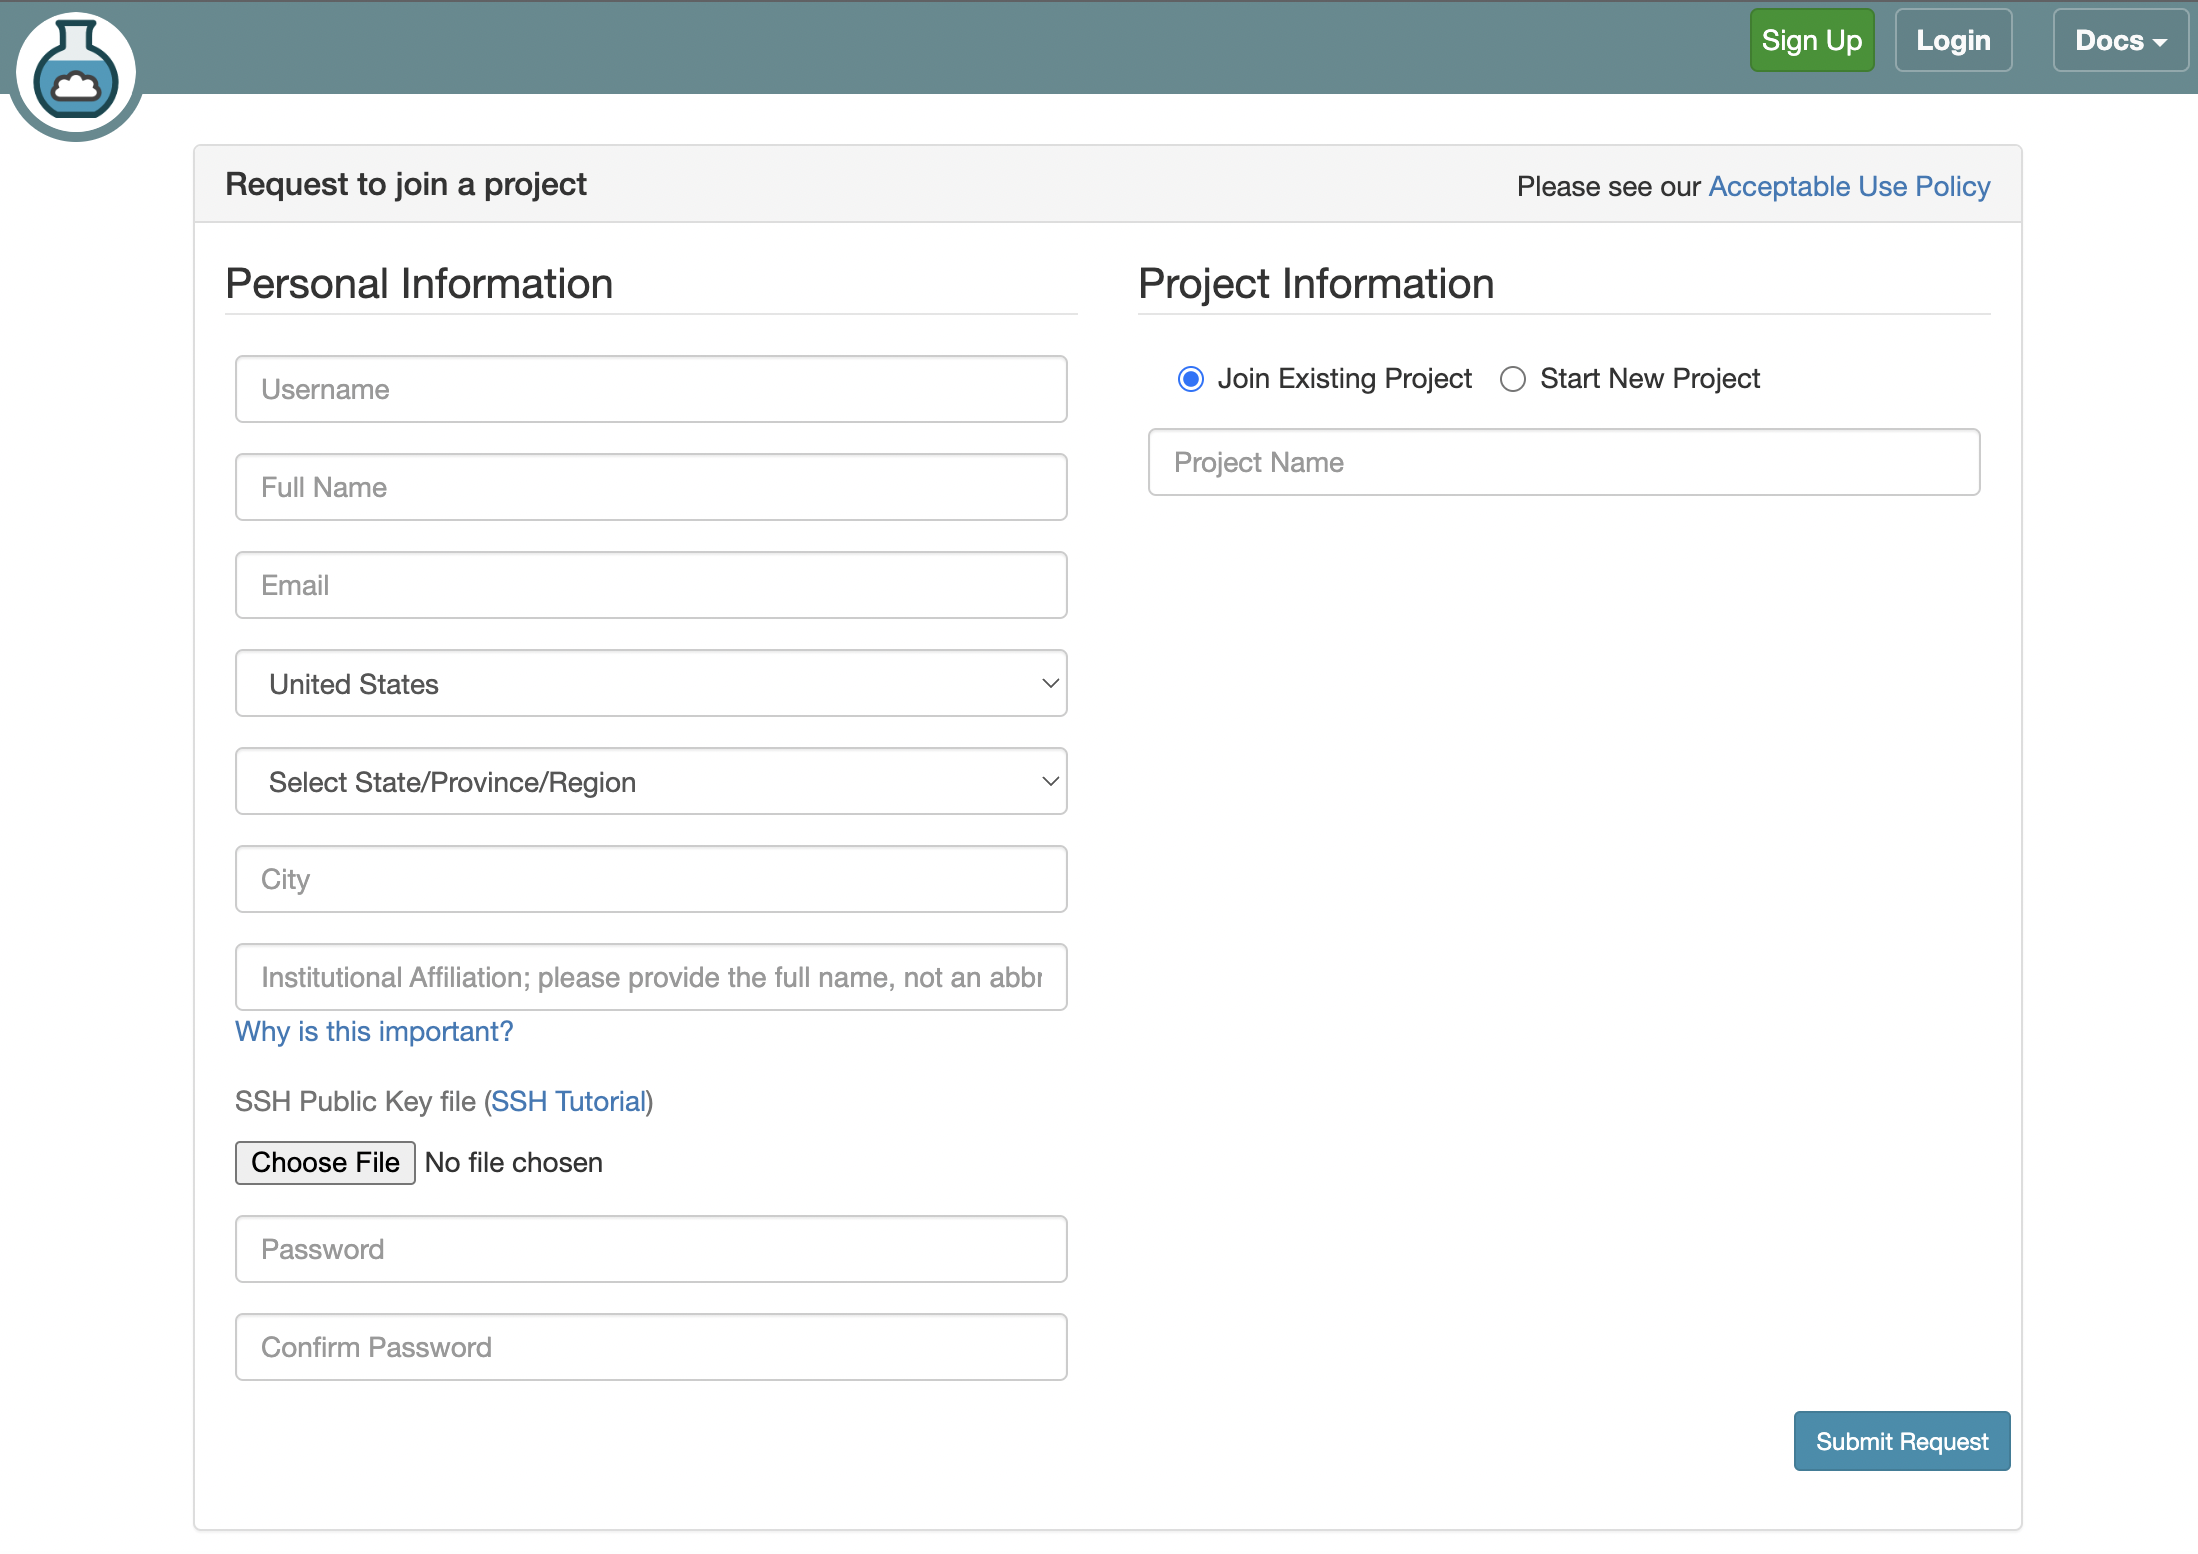 Sign Up
Login
Docs
Request to join a project
Please see our Acceptable Use Policy
Personal Information
Username
Full Name
Email
United States
Select State/Province/Region
City
Institutional Affiliation; please provide the full name, not an abbr
Why is this important?
SSH Public Key file (SSH Tutorial)
Choose File No file chosen
Password
Confirm Password
Project Information
Join Existing Project Start New Project
Project Name
Submit Request